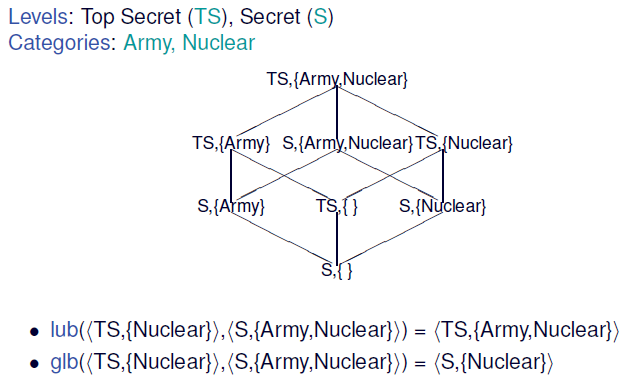 Levels: Top Secret (TS), Secret (S)
Categories: Army, Nuclear
TS,{Army,Nuclear}
TS,{Army} S,{Army,Nuclear} TS,{Nuclear}
S,{Army} TS,{ } S,{Nuclear}
S,{ }
• lub(⟨TS,{Nuclear}⟩,⟨S,{Army,Nuclear}⟩) = ⟨TS,{Army,Nuclear}⟩
• glb(⟨TS,{Nuclear}⟩,⟨S,{Army,Nuclear}⟩) = ⟨S,{Nuclear}⟩